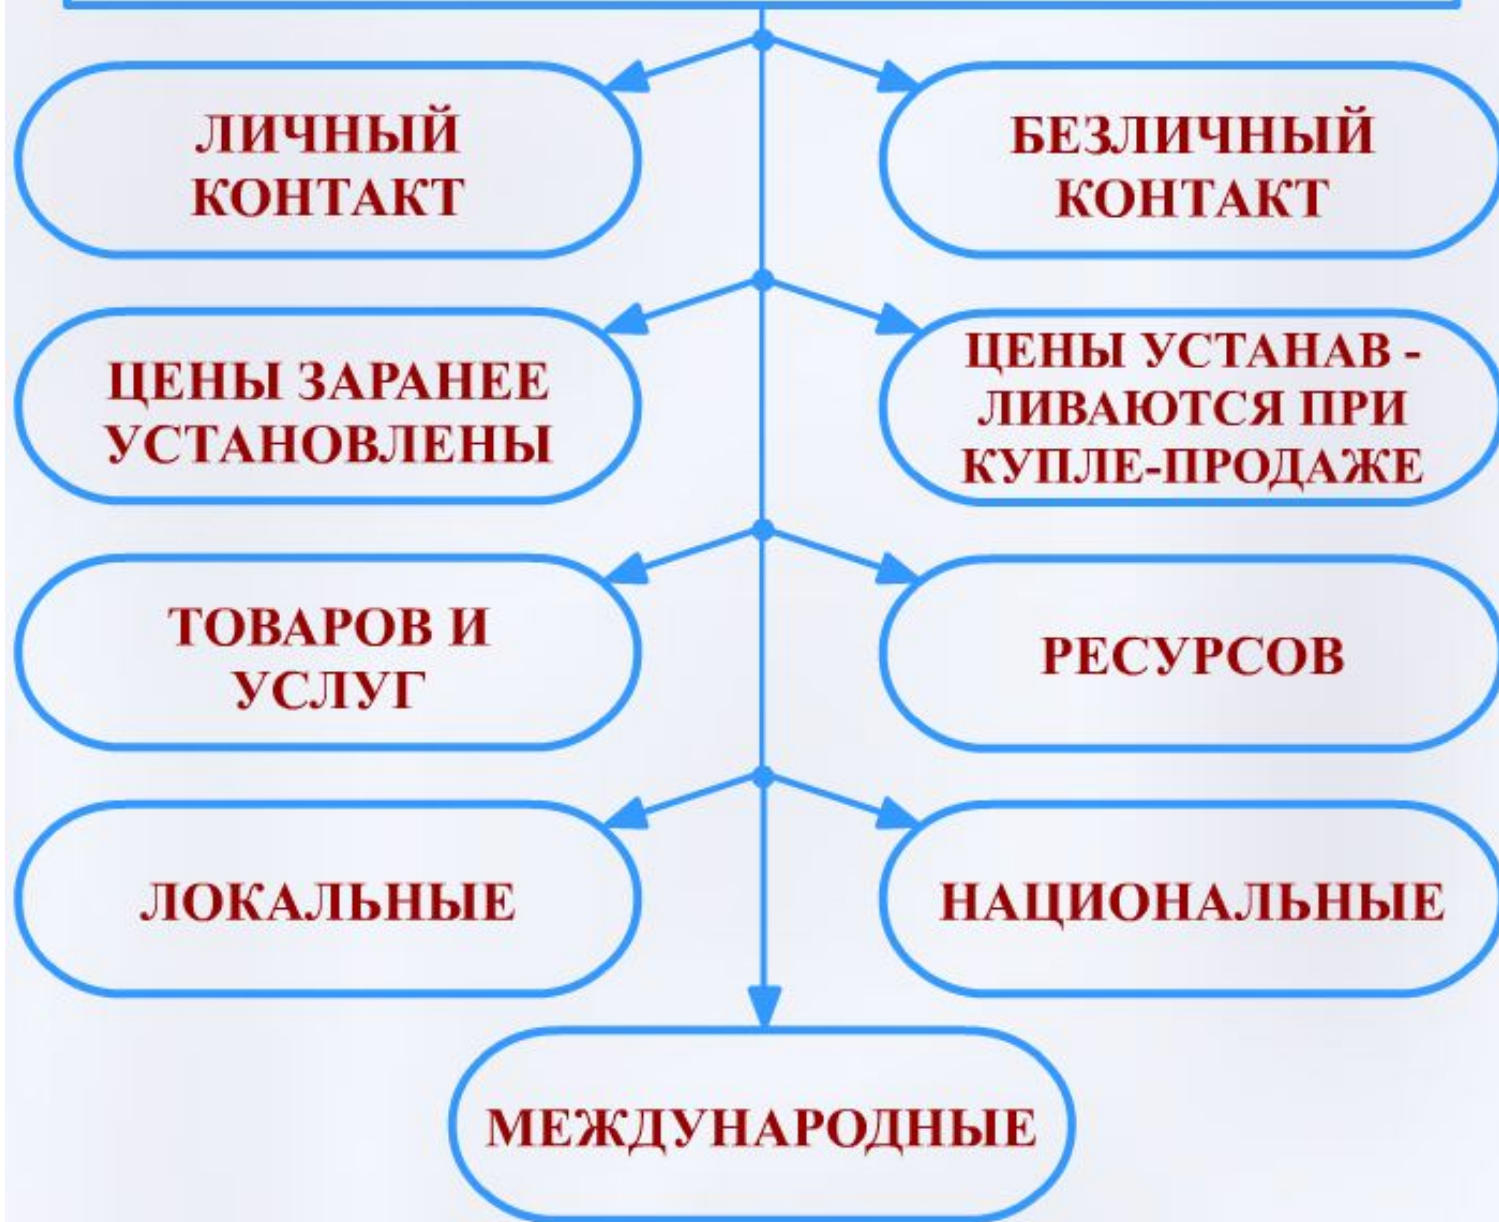 ЛИЧНЫЙ
КОНТАКТ
БЕЗЛИЧНЫЙ
КОНТАКТ
ЦЕНЫ ЗАРАНЕЕ
УСТАНОВЛЕНЫ
ЦЕНЫ УСТАНАВ -
ЛИВАЮТСЯ ПРИ
КУПЛЕ-ПРОДАЖЕ
ТОВАРОВ И
УСЛУГ
РЕСУРСОВ
ЛОКАЛЬНЫЕ
НАЦИОНАЛЬНЫЕ
МЕЖДУНАРОДНЫЕ